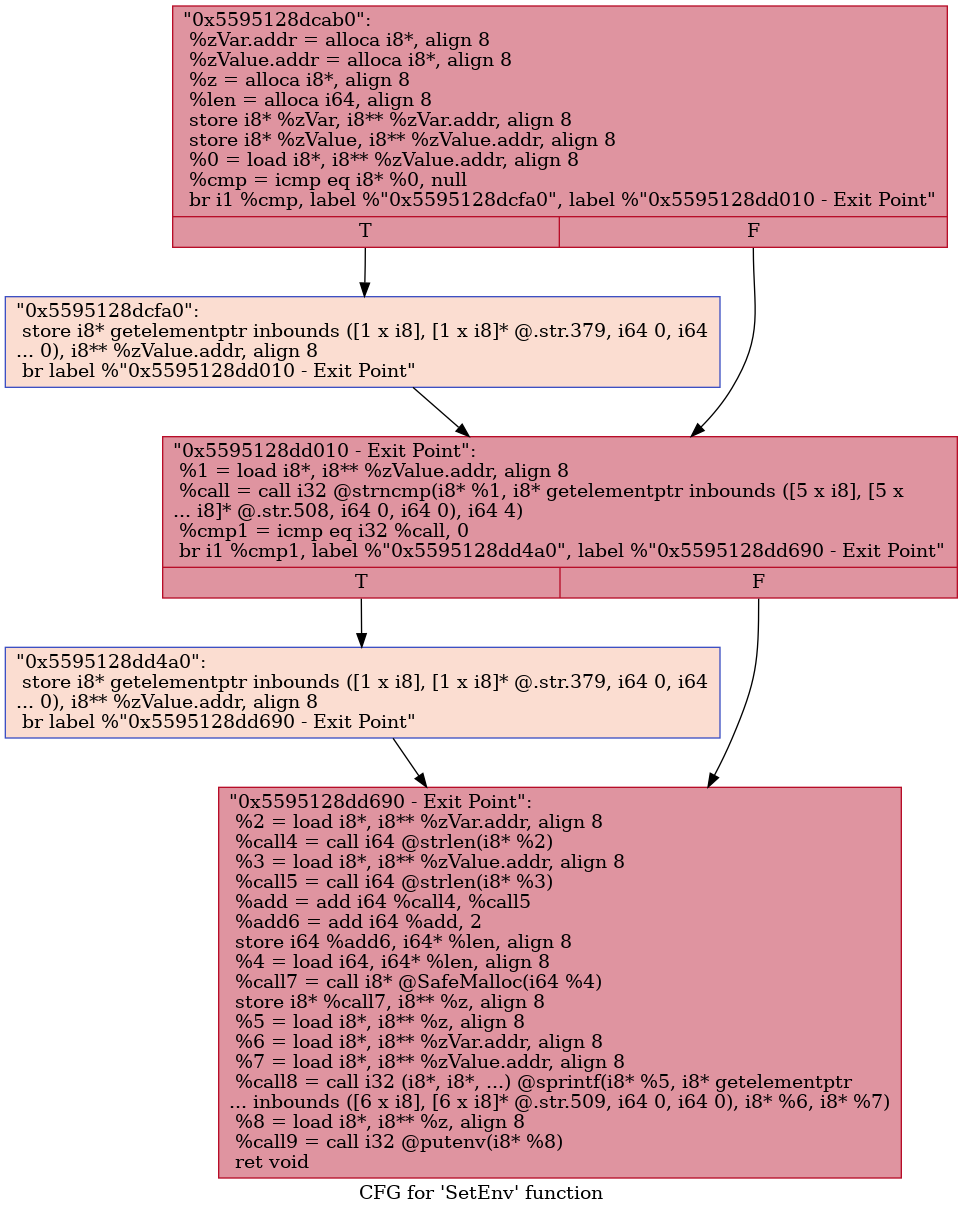 "0x5595128dcab0":
%zVar.addr = alloca i8*, align 8
%zValue.addr = alloca i8*, align 8
%z = alloca i8*, align 8
%len = alloca i64, align 8
store i8* %zVar, i8** %zVar.addr, align 8
store i8* %zValue, i8** %zValue.addr, align 8
%0 = load i8*, i8** %zValue.addr, align 8
%cmp = icmp eq i8* %0, null
br i1 %cmp, label %"0x5595128dcfa0", label %"0x5595128dd010 - Exit Point"
T F
"0x5595128dcfa0":
store i8* getelementptr inbounds ([1 x i8], [1 x i8]* @.str.379, i64 0, i64
... 0), i8** %zValue.addr, align 8
br label %"0x5595128dd010 - Exit Point"
"0x5595128dd010 - Exit Point":
%1 = load i8*, i8** %zValue.addr, align 8
%call = call i32 @strncmp(i8* %1, i8* getelementptr inbounds ([5 x i8], [5 x
... i8]* @.str.508, i64 0, i64 0), i64 4)
%cmp1 = icmp eq i32 %call, 0
br i1 %cmp1, label %"0x5595128dd4a0", label %"0x5595128dd690 - Exit Point"
T F
"0x5595128dd4a0":
store i8* getelementptr inbounds ([1 x i8], [1 x i8]* @.str.379, i64 0, i64
... 0), i8** %zValue.addr, align 8
br label %"0x5595128dd690 - Exit Point"
"0x5595128dd690 - Exit Point":
%2 = load i8*, i8** %zVar.addr, align 8
%call4 = call i64 @strlen(i8* %2)
%3 = load i8*, i8** %zValue.addr, align 8
%call5 = call i64 @strlen(i8* %3)
%add = add i64 %call4, %call5
%add6 = add i64 %add, 2
store i64 %add6, i64* %len, align 8
%4 = load i64, i64* %len, align 8
%call7 = call i8* @SafeMalloc(i64 %4)
store i8* %call7, i8** %z, align 8
%5 = load i8*, i8** %z, align 8
%6 = load i8*, i8** %zVar.addr, align 8
%7 = load i8*, i8** %zValue.addr, align 8
%call8 = call i32 (i8*, i8*, ...) @sprintf(i8* %5, i8* getelementptr
... inbounds ([6 x i8], [6 x i8]* @.str.509, i64 0, i64 0), i8* %6, i8* %7)
%8 = load i8*, i8** %z, align 8
%call9 = call i32 @putenv(i8* %8)
ret void
CFG for 'SetEnv' function